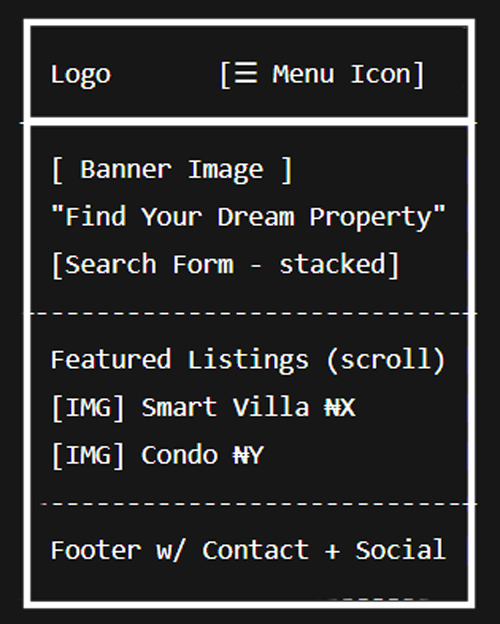 Logo [☰ Menu Icon]
[ Banner Image ]
"Find Your Dream Property"
[Search Form - stacked]
Featured Listings (scroll)
[IMG] Smart Villa ₦X
[IMG] Condo ₦Y
Footer w/ Contact + Social